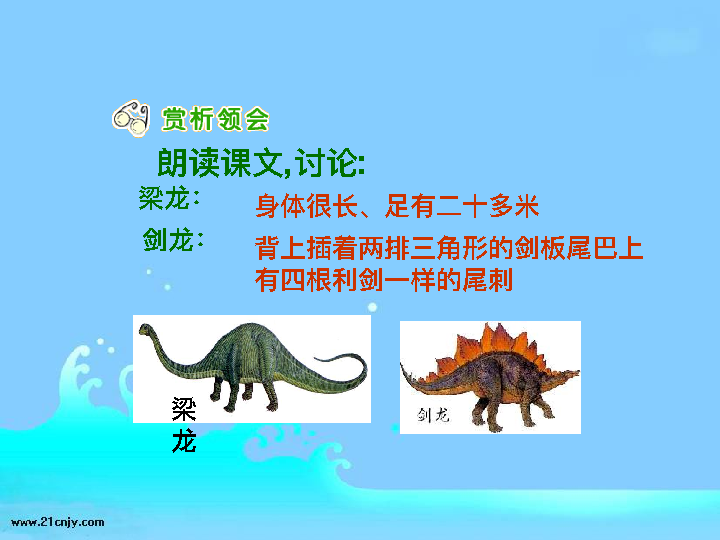 赏析领会
朗读课文,讨论:
梁龙：
身体很长、足有二十多米
剑龙：
背上插着两排三角形的剑板尾巴上
有四根利剑一样的尾刺
梁
龙
剑龙
www.21cnjy.com